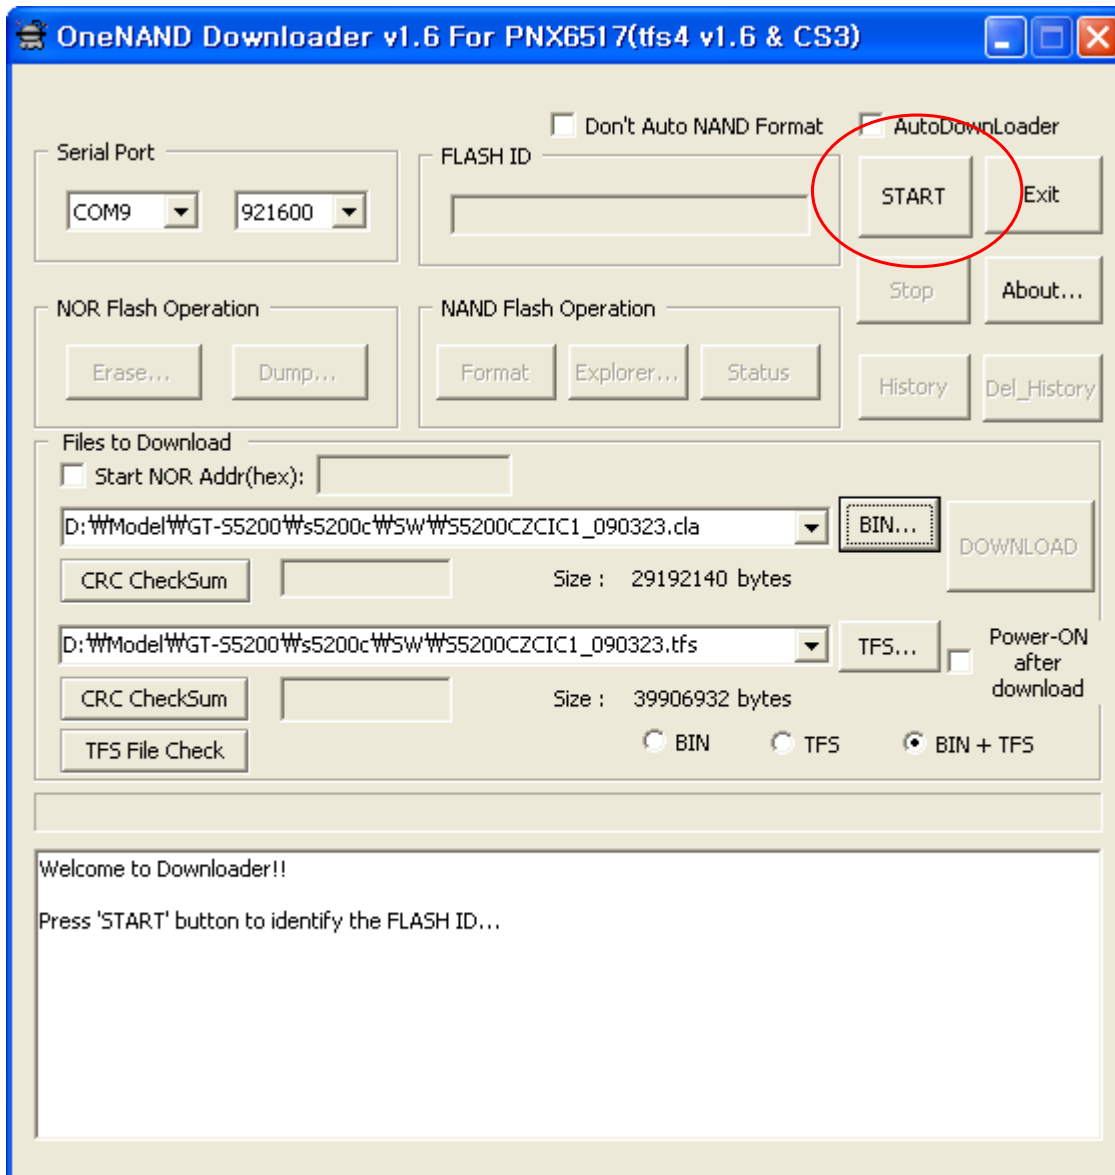 OneNAND Downloader v1.6 For PNX6517(tfs4 v1.6 & CS3)
Don't Auto NAND Format
AutoDownLoader
Serial Port
COM9
921600
FLASH ID
START
Exit
Stop
About...
NOR Flash Operation
Erase...
Dump...
NAND Flash Operation
Format
Explorer...
Status
History
Del_History
Files to Download
Start NOR Addr(hex):
D:₩Model₩GT-S5200₩s5200c₩SW₩S5200CZCIC1_090323.cla
BIN...
DOWNLOAD
CRC CheckSum
Size : 29192140 bytes
D:₩Model₩GT-S5200₩s5200c₩SW₩S5200CZCIC1_090323.tfs
TFS...
Power-ON
after
download
CRC CheckSum
Size : 39906932 bytes
TFS File Check
BIN
TFS
BIN + TFS
Welcome to Downloader!!
Press 'START' button to identify the FLASH ID...